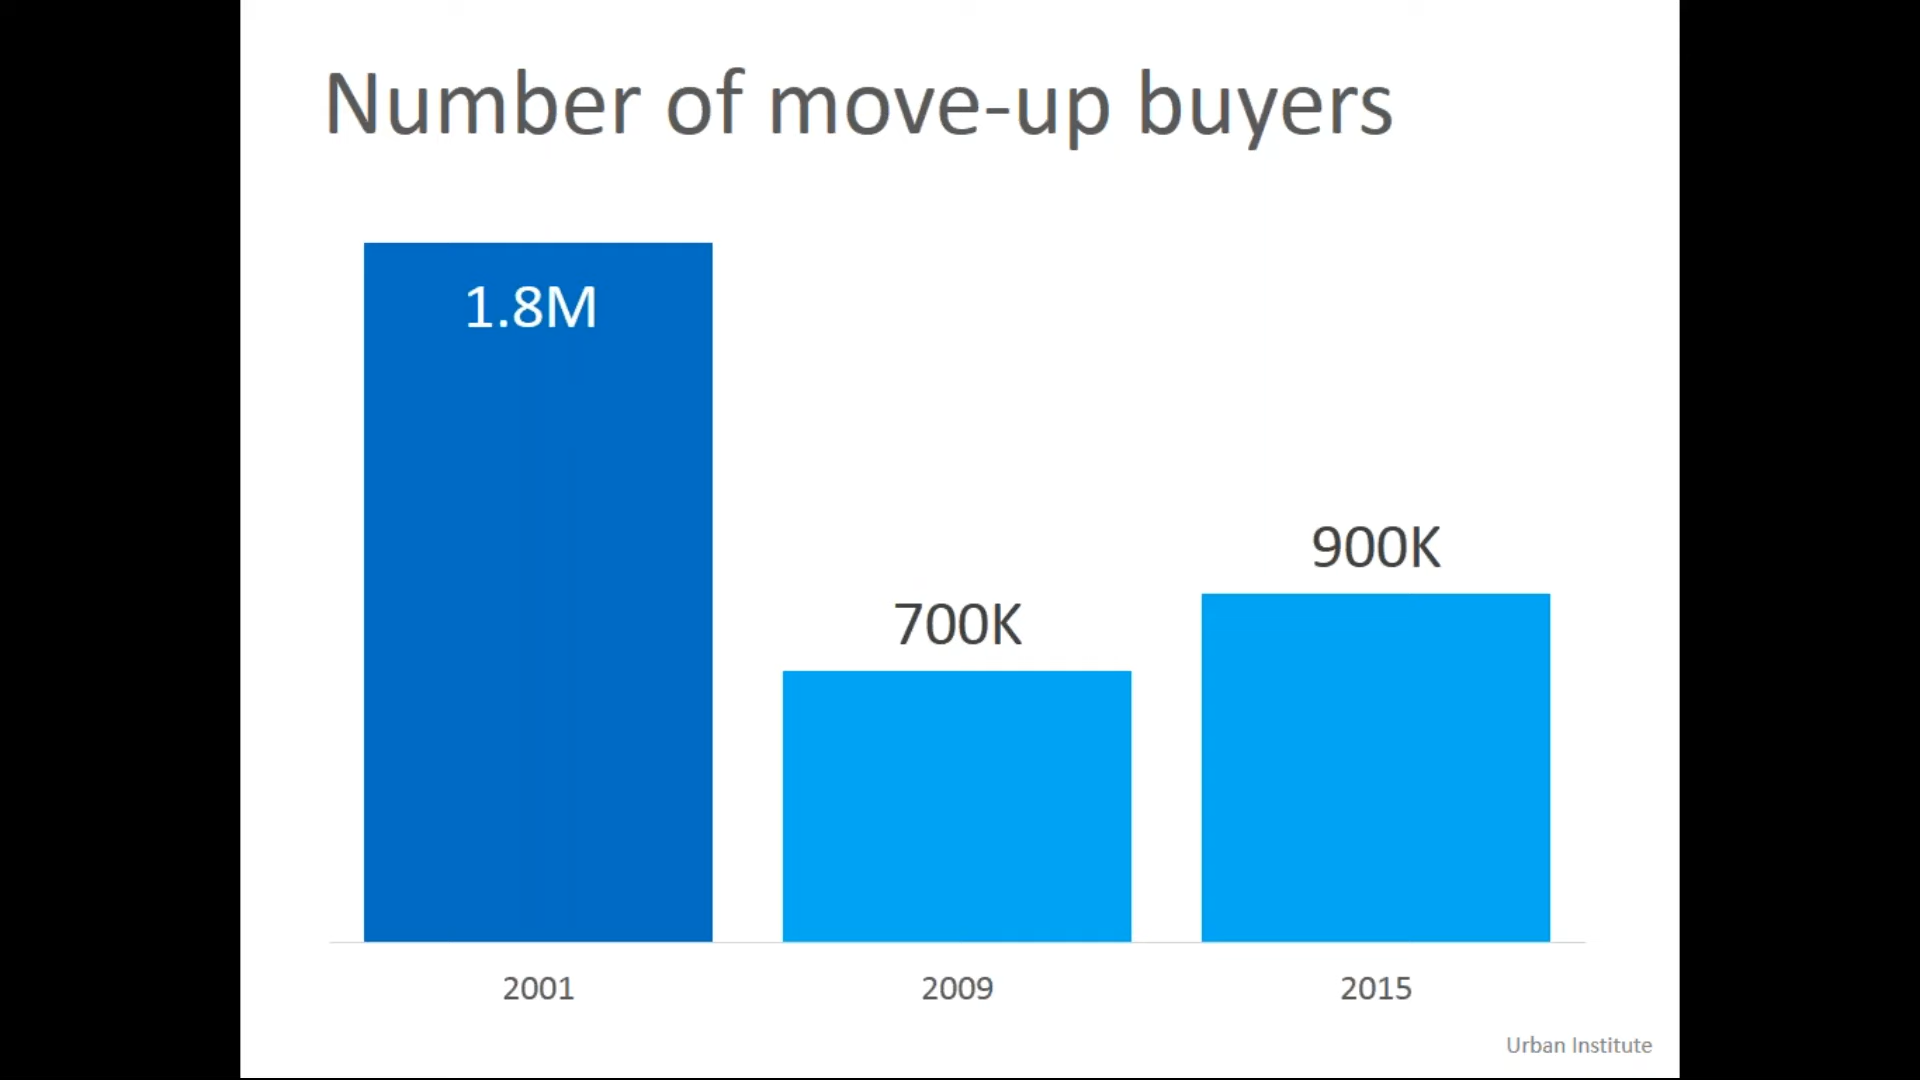 Number of move-up buyers
1.8M
700K
900K
2001
2009
2015
Urban Institute